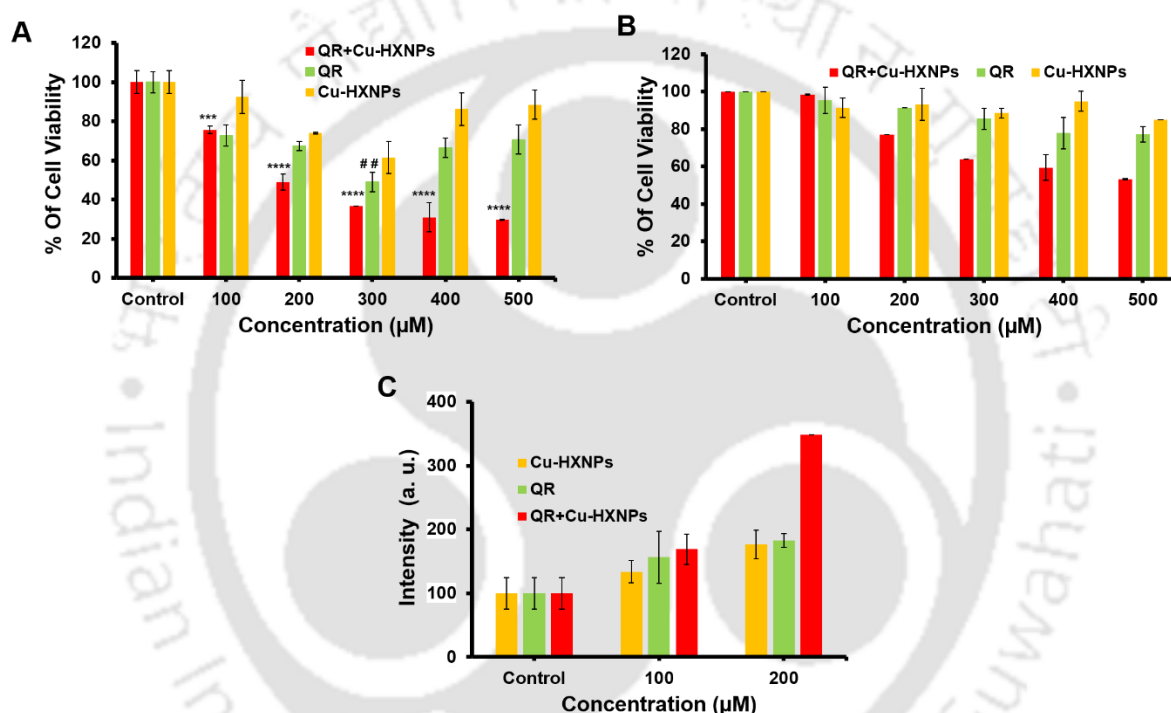 A
120
100
80
60
40
20
0
% Of Cell Viability
QR+Cu-HXNPs
QR
Cu-HXNPs
***
****
****
##
****
****
Control 100 200 300 400 500
Concentration (µM)
B
120
100
80
60
40
20
0
% Of Cell Viability
QR+Cu-HXNPs QR Cu-HXNPs
Control 100 200 300 400 500
Concentration (µM)
C
400
300
200
100
0
Intensity (a. u.)
Cu-HXNPs
QR
QR+Cu-HXNPs
Control 100 200
Concentration (µM)
Indian In
Guwahati